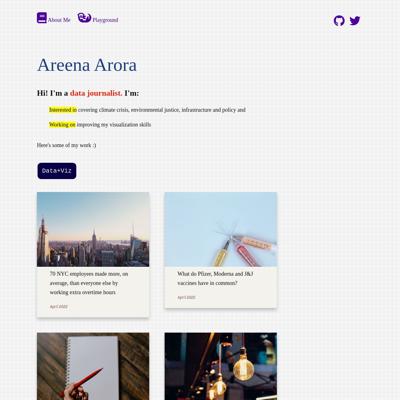 About Me Playground
Areena Arora
Hi! I'm a data journalist. I'm:
Interested in covering climate crisis, environmental justice, infrastructure and policy and
Working on improving my visualization skills
Here's some of my work :)
Data+Viz
70 NYC employees made more, on
average, than everyone else by
working extra overtime hours
April 2022
What do Pfizer, Moderna and J&J
vaccines have in common?
April 2022